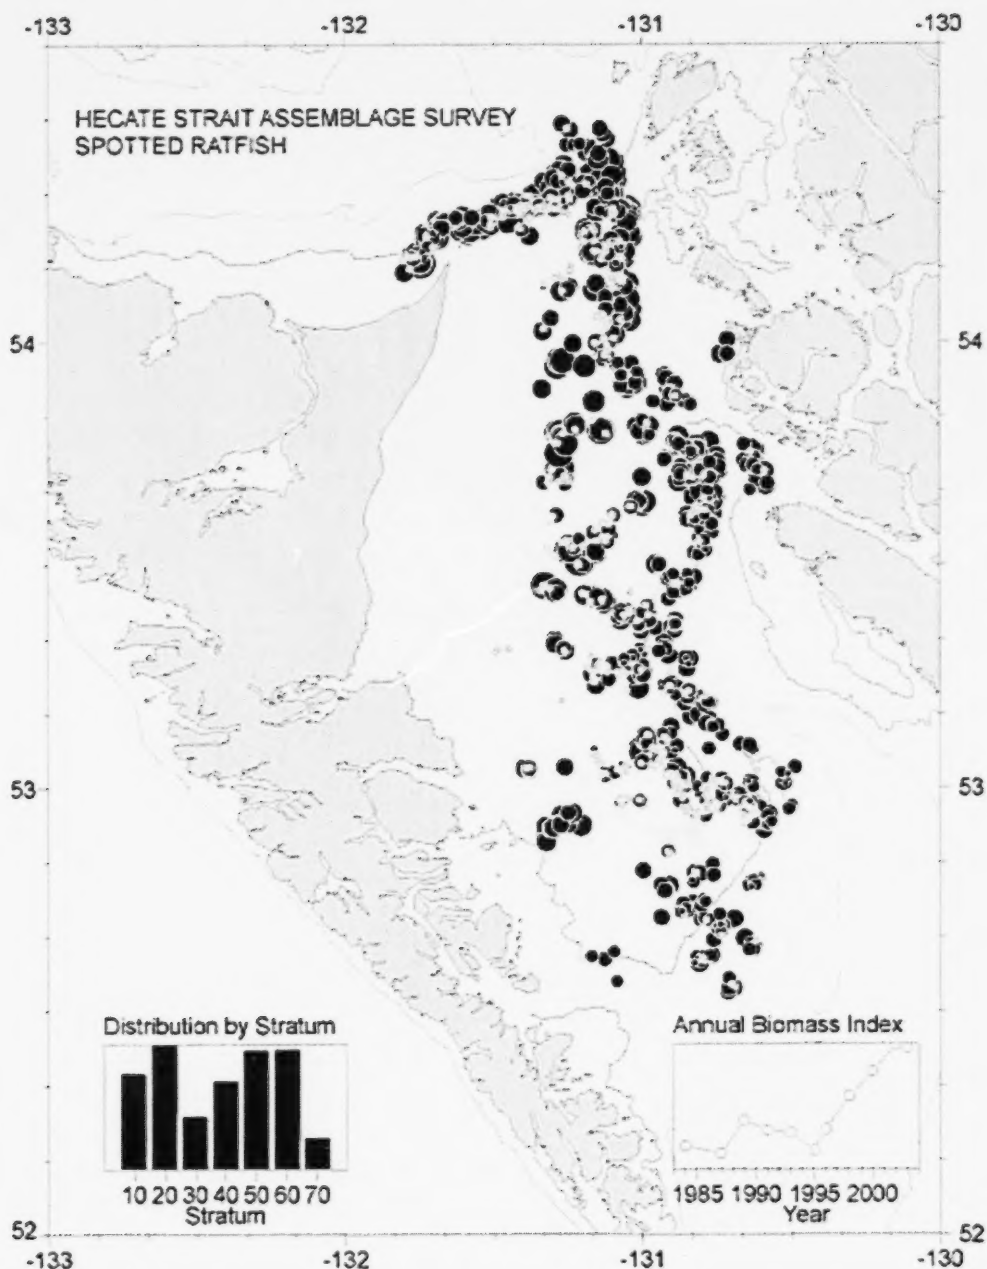 -133 -132 -131 -130
HECATE STRAIT ASSEMBLAGE SURVEY
SPOTTED RATFISH
54 54
53 53
Distribution by Stratum
10 20 30 40 50 60 70
Stratum
Annual Biomass Index
1985 1990 1995 2000
Year
52 52
-133 -132 -131 -130